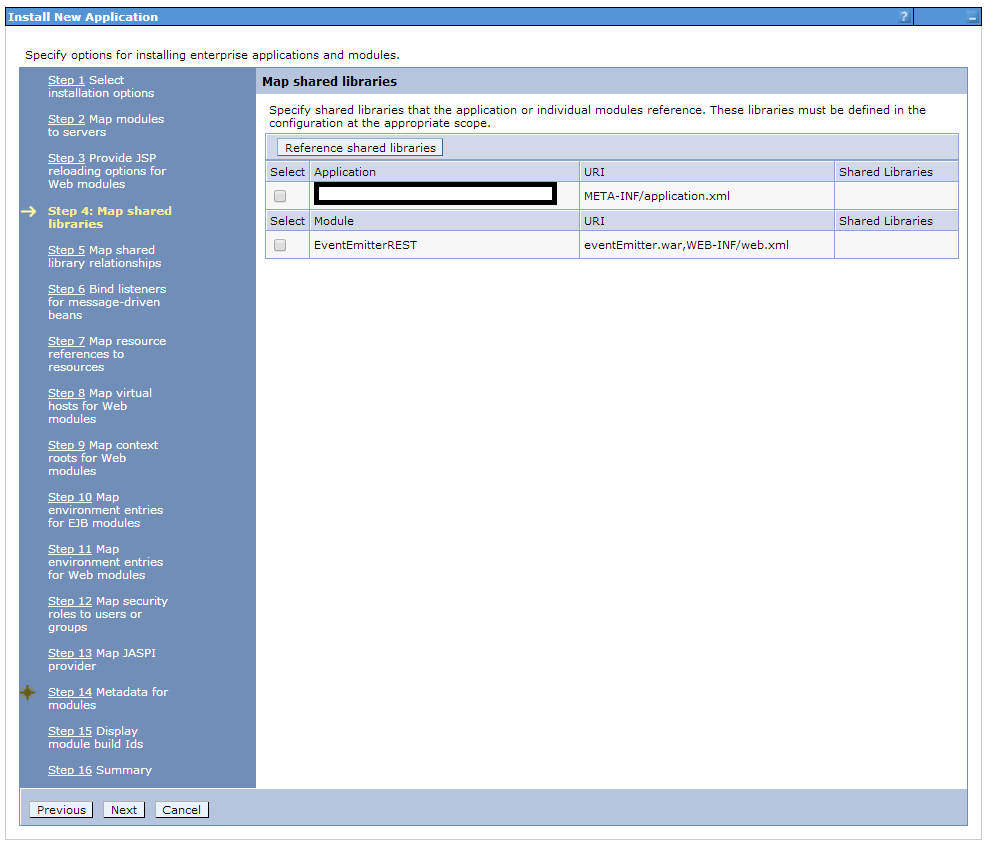 Install New Application
?
Specify options for installing enterprise applications and modules.
Step 1 Select
installation options
Step 2 Map modules
to servers
Step 3 Provide JSP
reloading options for
Web modules
Step 4: Map shared
libraries
Step 5 Map shared
library relationships
Step 6 Bind listeners
for message-driven
beans
Step 7 Map resource
references to
resources
Step 8 Map virtual
hosts for Web
modules
Step 9 Map context
roots for Web
modules
Step 10 Map
environment entries
for EJB modules
Step 11 Map
environment entries
for Web modules
Step 12 Map security
roles to users or
groups
Step 13 Map JASPI
provider
Step 14 Metadata for
modules
Step 15 Display
module build Ids
Step 16 Summary
Map shared libraries
Specify shared libraries that the application or individual modules reference. These libraries must be defined in the
configuration at the appropriate scope.
Reference shared libraries
Select Application URI Shared Libraries
META-INF/application.xml
Select Module URI Shared Libraries
EventEmitterREST eventEmitter.war,WEB-INF/web.xml
Previous Next Cancel